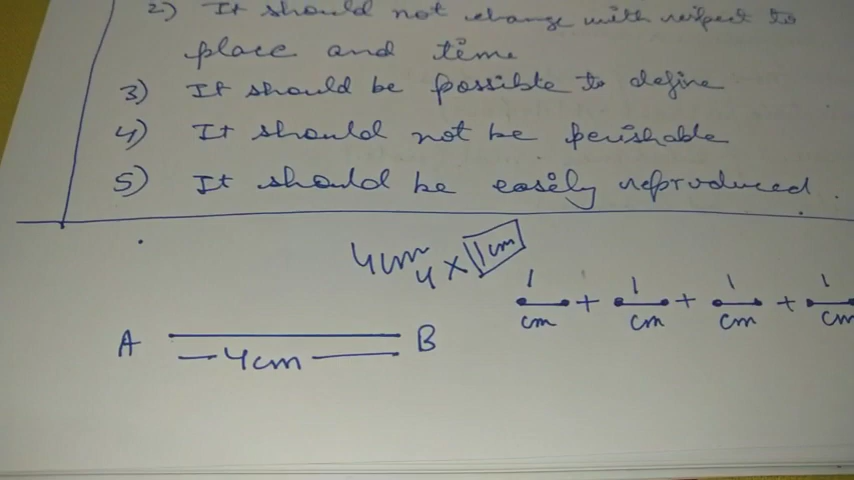 2) It should not change with respect to
place and time
3) It should be possible to define
4) It should not be perishable
5) It should be easily reproduced.
4cm
4 x 1cm
1 1 1 1
+ + +
cm cm cm cm
A B
4cm